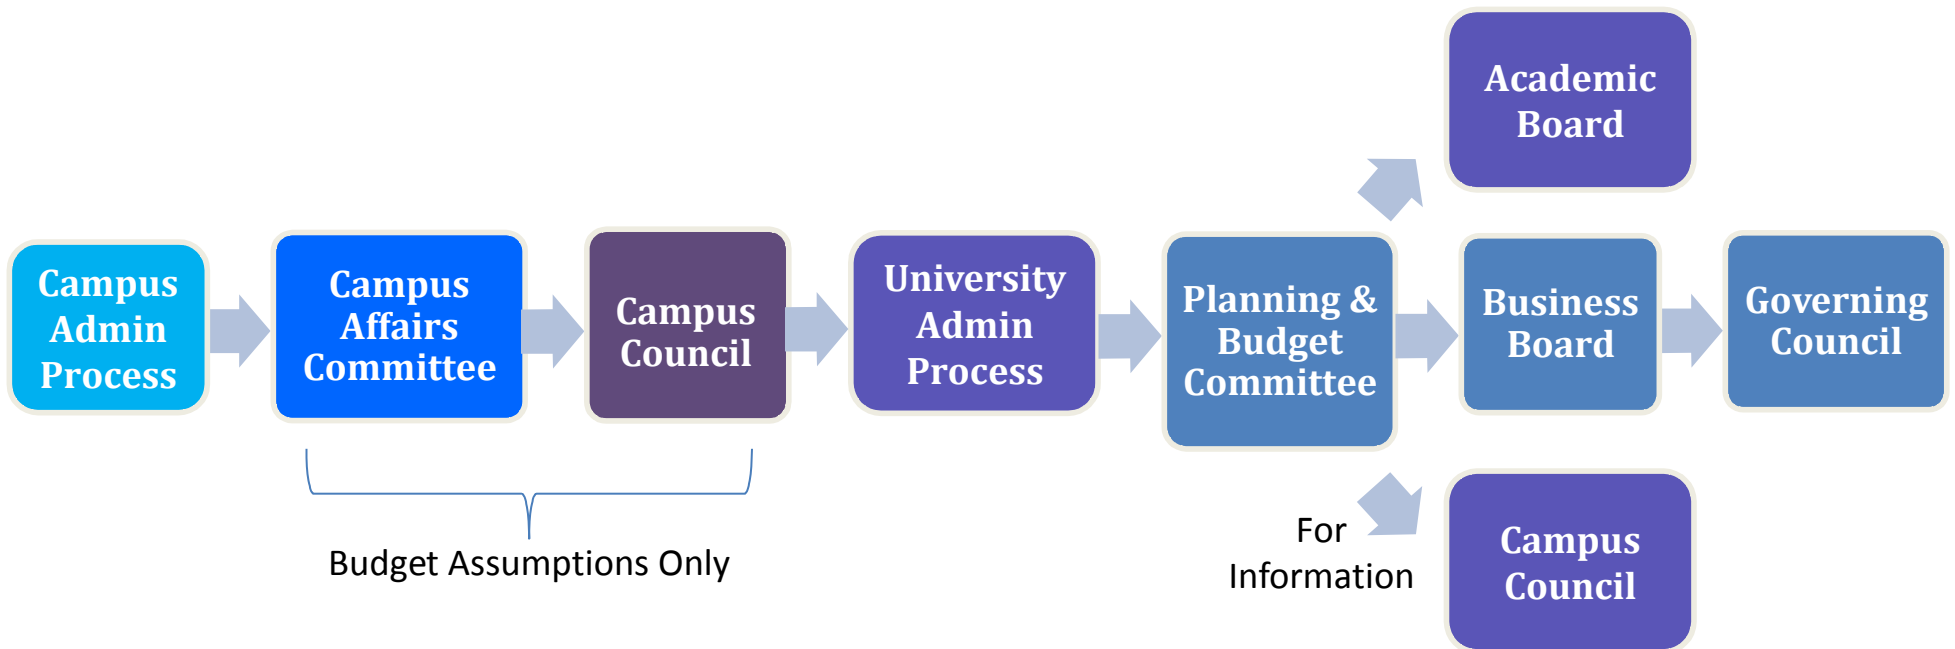 Campus
Admin
Process
Campus
Affairs
Committee
Campus
Council
Budget Assumptions Only
University
Admin
Process
Planning &
Budget
Committee
Academic
Board
Business
Board
Governing
Council
For
Information
Campus
Council